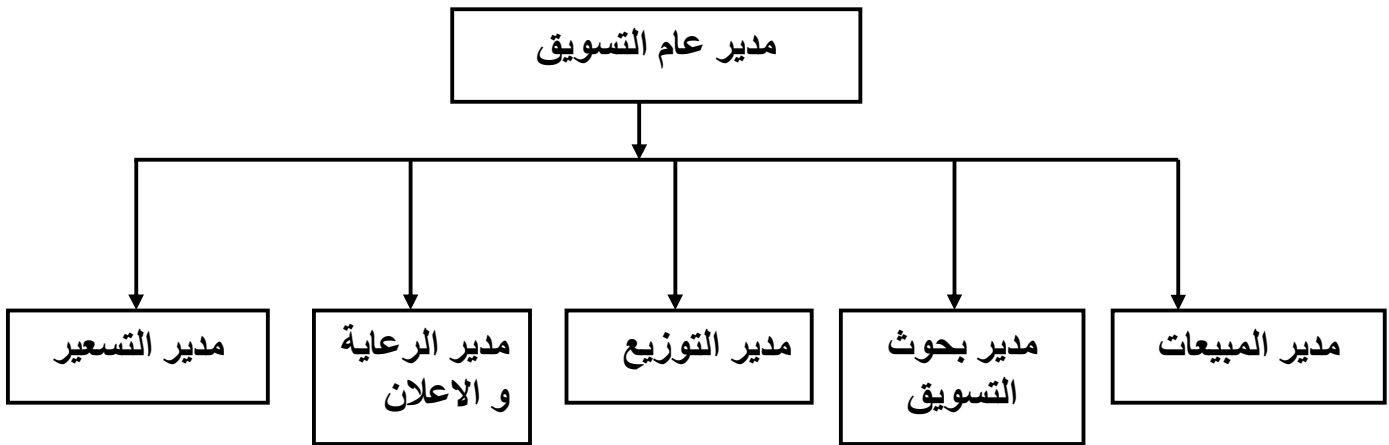 مدير عام التسويق
مدير المبيعات
مدير بحوث
التسويق
مدير التوزيع
مدير الرعاية
و الاعلان
مدير التسعير